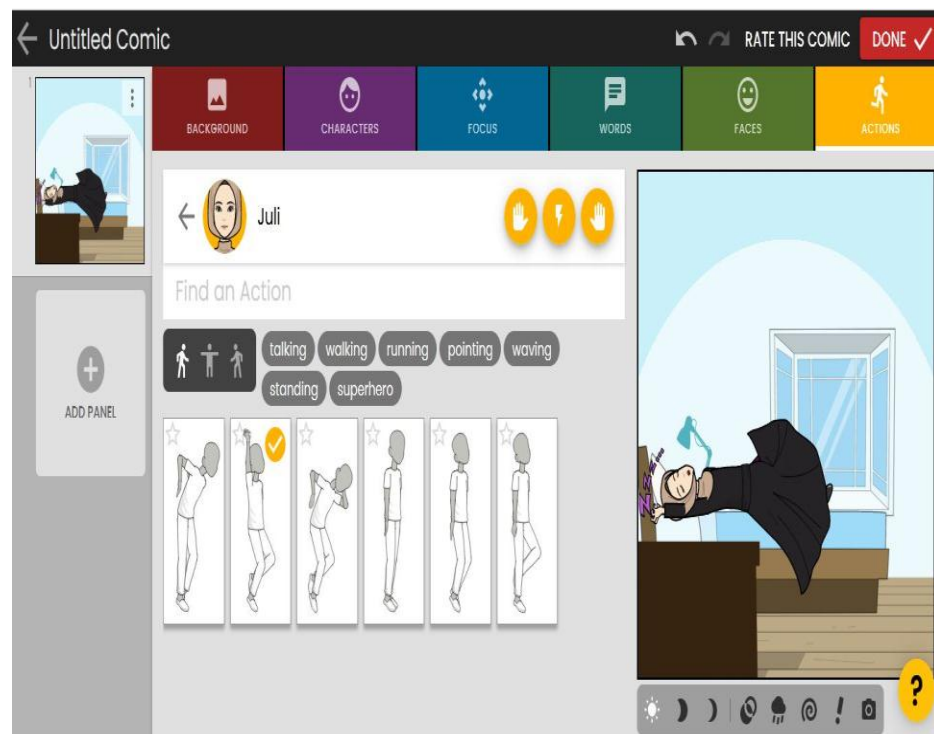 Untitled Comic
RATE THIS COMIC
DONE
1
BACKGROUND
CHARACTERS
FOCUS
WORDS
FACES
ACTIONS
Juli
Find an Action
talking walking running pointing waving
standing superhero
ADD PANEL
?